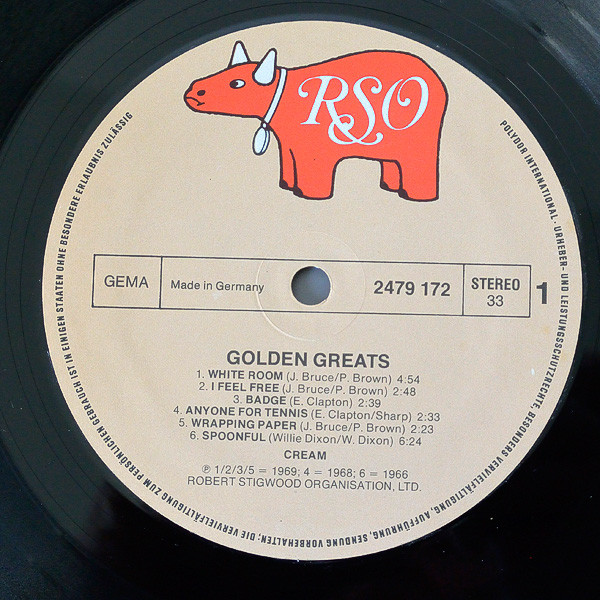 RSO
GEMA
Made in Germany
2479 172
STEREO
33
1
GOLDEN GREATS
1. WHITE ROOM (J. Bruce/P. Brown) 4:54
2. I FEEL FREE (J. Bruce/P. Brown) 2:48
3. BADGE (E. Clapton) 2:39
4. ANYONE FOR TENNIS (E. Clapton/Sharp) 2:33
5. WRAPPING PAPER (J. Bruce/P. Brown) 2:23
6. SPOONFUL (Willie Dixon/W. Dixon) 6:24
CREAM
℗ 1/2/3/5 = 1969; 4 = 1968; 6 = 1966
ROBERT STIGWOOD ORGANISATION, LTD.
POLYDOR INTERNATIONAL · URHEBER- UND LEISTUNGSSCHUTZRECHTE, BESONDERS VERVIELFÄLTIGUNG, AUFFÜHRUNG, SENDUNG VORBEHALTEN; DIE VERVIELFÄLTIGUNG ZUM PERSÖNLICHEN GEBRAUCH IST IN EINIGEN STAATEN OHNE BESONDERE ERLAUBNIS ZULÄSSIG